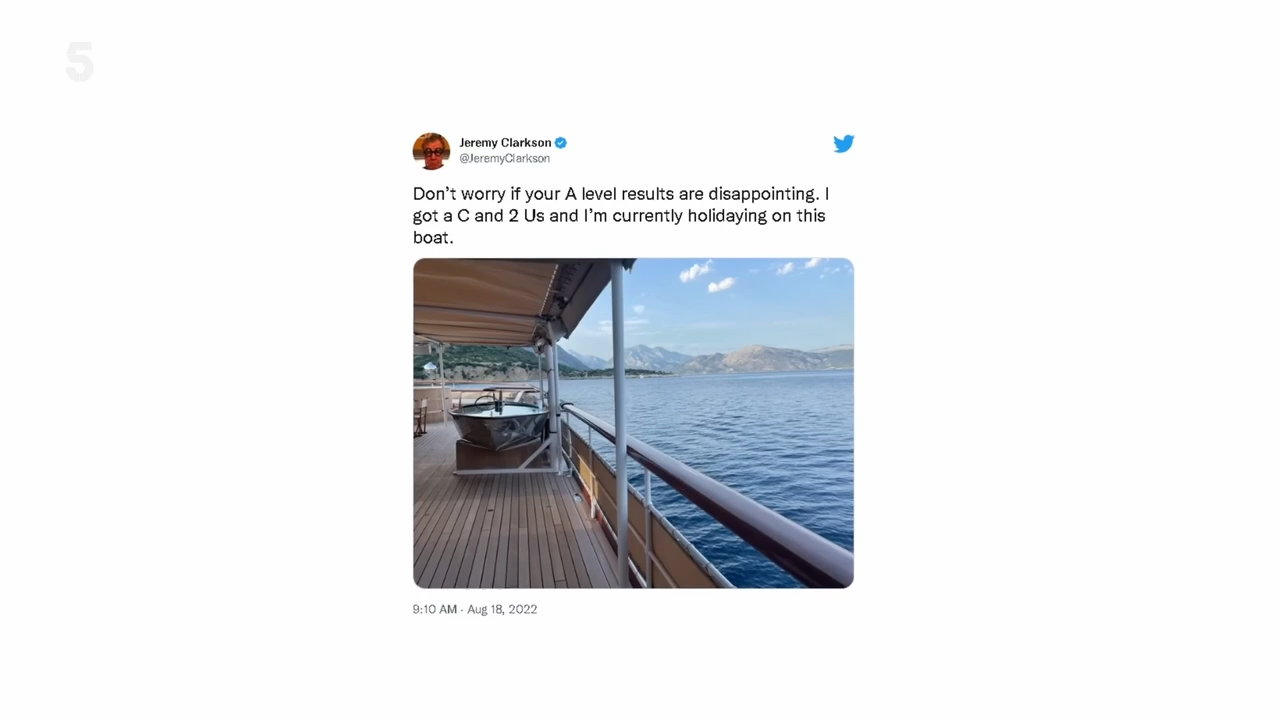 5
Jeremy Clarkson
@JeremyClarkson
Don't worry if your A level results are disappointing. I
got a C and 2 Us and I'm currently holidaying on this
boat.
9:10 AM · Aug 18, 2022